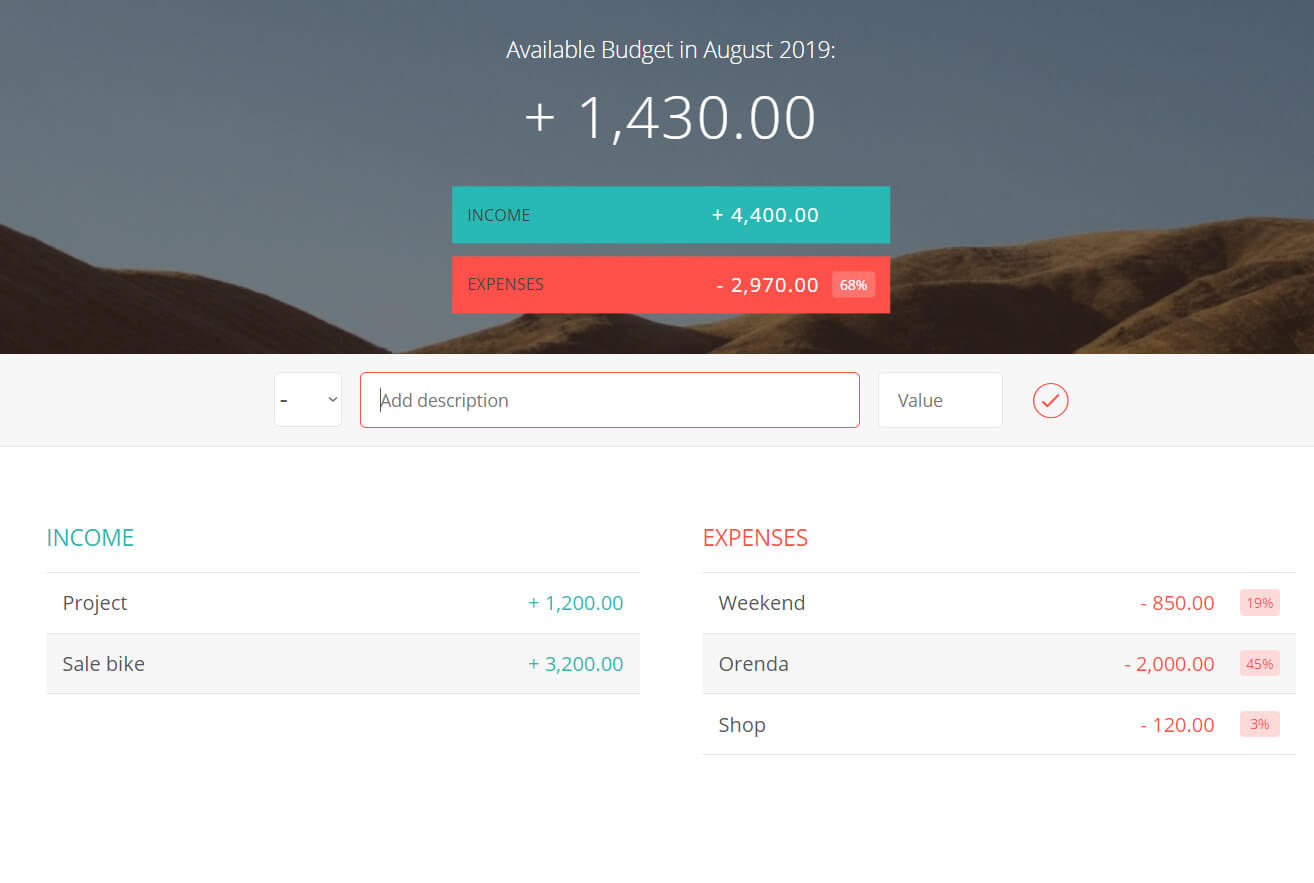 Available Budget in August 2019:
+ 1,430.00
INCOME + 4,400.00
EXPENSES - 2,970.00 68%
- Add description Value
INCOME
Project + 1,200.00
Sale bike + 3,200.00
EXPENSES
Weekend - 850.00 19%
Orenda - 2,000.00 45%
Shop - 120.00 3%